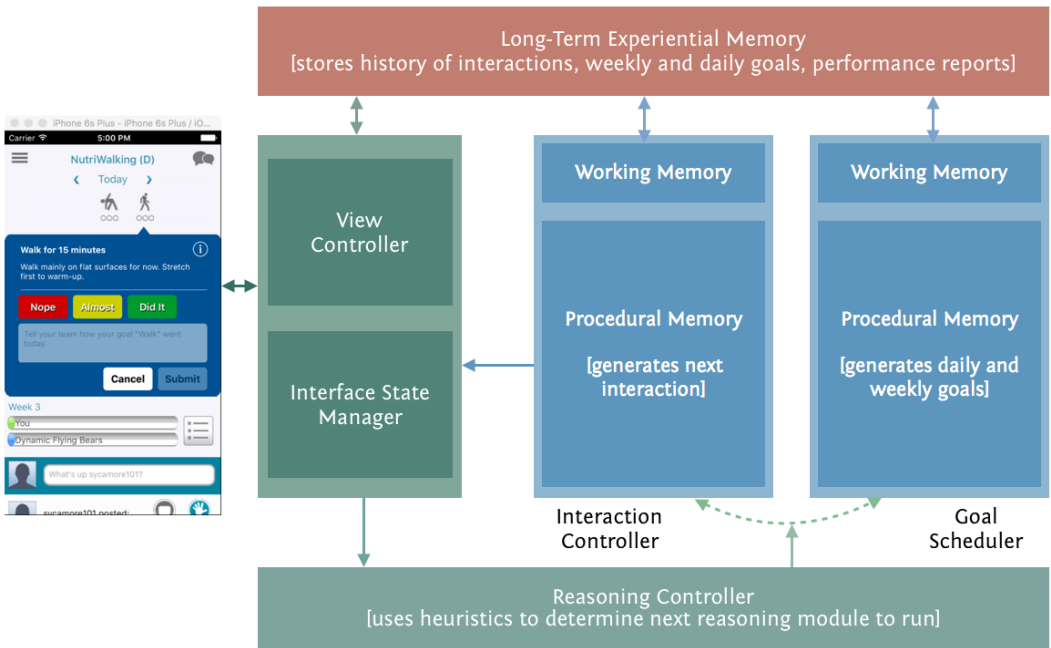 Long-Term Experiential Memory
[stores history of interactions, weekly and daily goals, performance reports]
iPhone 6s Plus – iPhone 6s Plus / iO...
Carrier
5:00 PM
NutriWalking (D)
Today
Walk for 15 minutes
Walk mainly on flat surfaces for now. Stretch
first to warm-up.
Nope
Almost
Did It
Tell your team how your goal "Walk" went
today.
Cancel
Submit
Week 3
You
Dynamic Flying Bears
What's up sycamore101?
sycamore101 posted:
View
Controller
Interface State
Manager
Working Memory
Procedural Memory
[generates next
interaction]
Interaction
Controller
Working Memory
Procedural Memory
[generates daily and
weekly goals]
Goal
Scheduler
Reasoning Controller
[uses heuristics to determine next reasoning module to run]